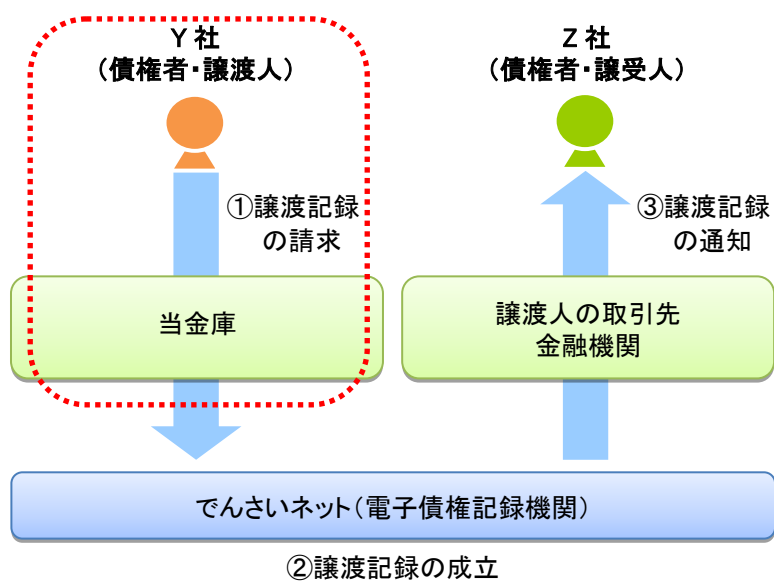 Y社
(債権者・譲渡人)
Z社
(債権者・譲受人)
①譲渡記録
の請求
③譲渡記録
の通知
当金庫
譲渡人の取引先
金融機関
でんさいネット(電子債権記録機関)
②譲渡記録の成立